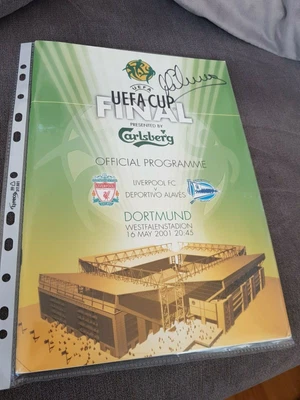 UEFA
UEFA CUP
FINAL
PRESENTED BY
Carlsberg
OFFICIAL PROGRAMME
LIVERPOOL FC
v
DEPORTIVO ALAVES
DORTMUND
WESTFALENSTADION
16 MAY 2001 20:45